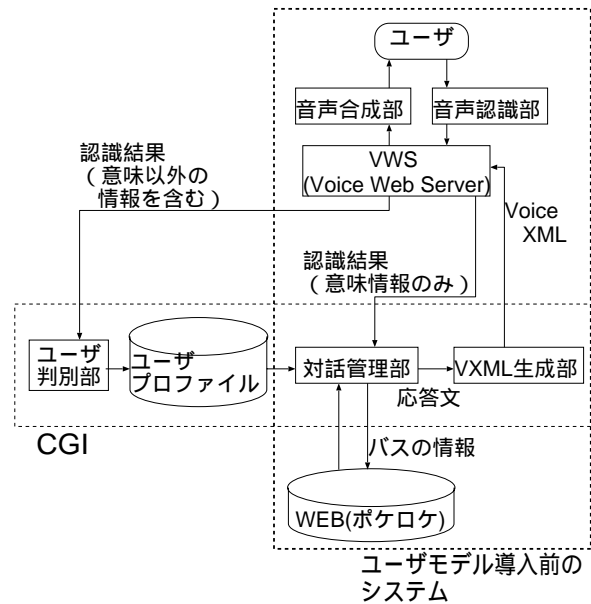 ユーザ
音声合成部
音声認識部
VWS
(Voice Web Server)
認識結果
（意味以外の
情報を含む）
Voice
XML
認識結果
（意味情報のみ）
ユーザ
判別部
ユーザ
プロファイル
対話管理部
VXML生成部
応答文
CGI
バスの情報
WEB(ポケロケ)
ユーザモデル導入前の
システム